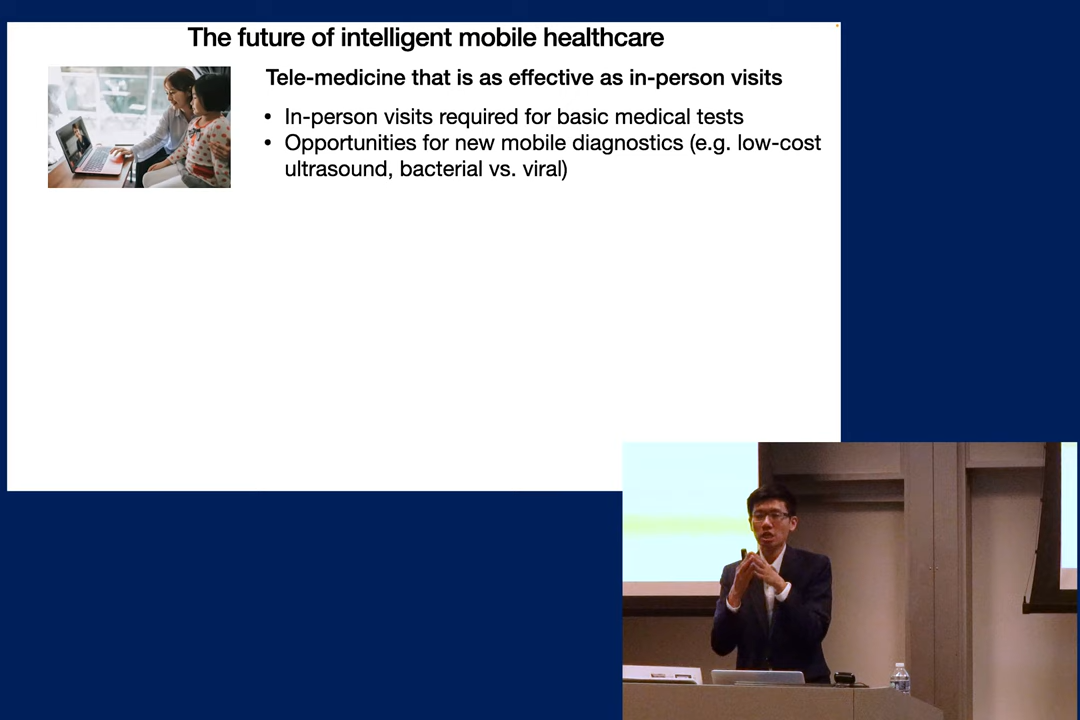 The future of intelligent mobile healthcare
Tele-medicine that is as effective as in-person visits
• In-person visits required for basic medical tests
• Opportunities for new mobile diagnostics (e.g. low-cost
ultrasound, bacterial vs. viral)